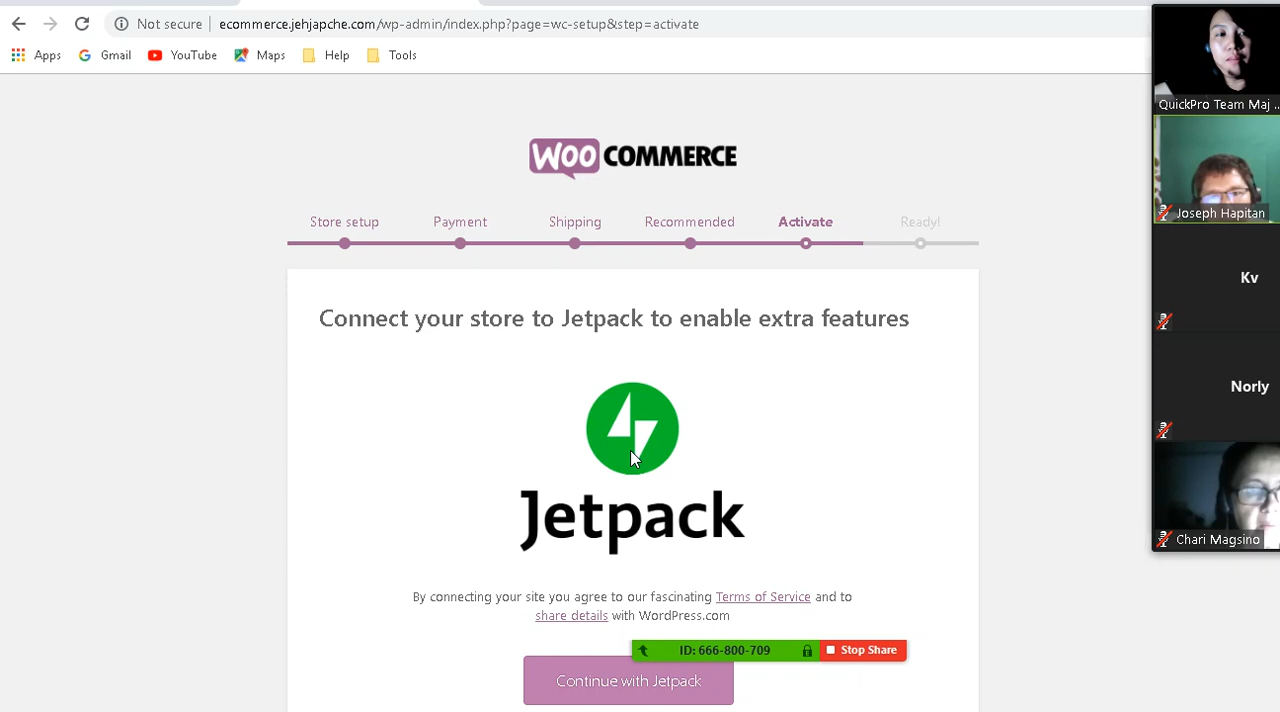 Not secure
ecommerce.jehjapche.com/wp-admin/index.php?page=wc-setup&step=activate
Apps
Gmail
YouTube
Maps
Help
Tools
WOO COMMERCE
Store setup
Payment
Shipping
Recommended
Activate
Ready!
Connect your store to Jetpack to enable extra features
Jetpack
By connecting your site you agree to our fascinating Terms of Service and to
share details with WordPress.com
ID: 666-800-709
Stop Share
Continue with Jetpack
QuickPro Team Maj ..
Joseph Hapitan
Kv
Norly
Chari Magsino